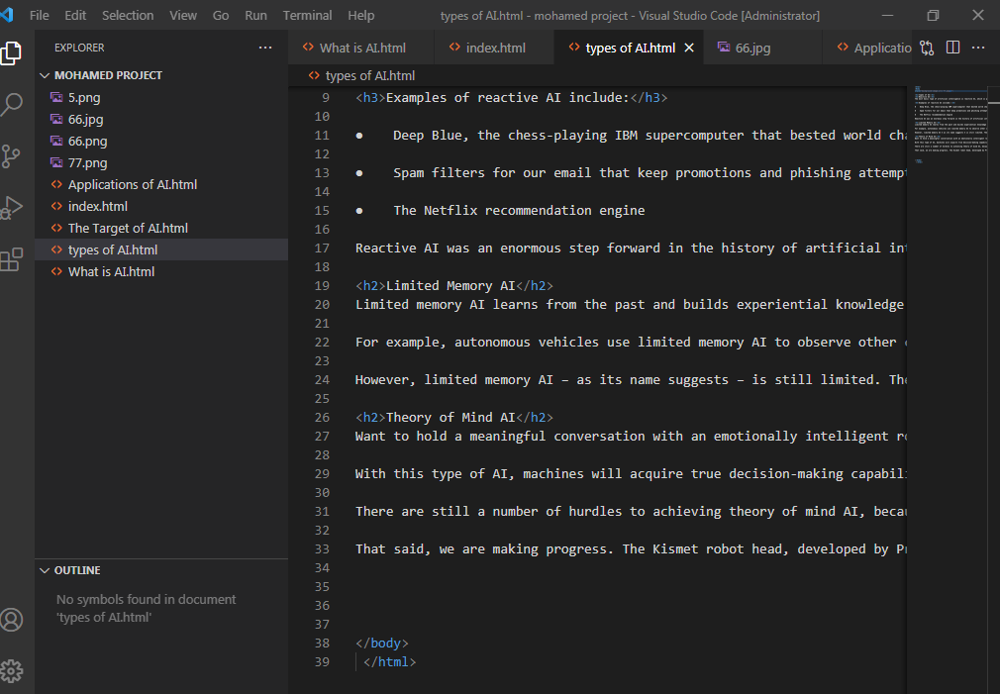 File Edit Selection View Go Run Terminal Help types of AI.html - mohamed project - Visual Studio Code [Administrator]
EXPLORER
MOHAMED PROJECT
5.png
66.jpg
66.png
77.png
Applications of AI.html
index.html
The Target of AI.html
types of AI.html
What is AI.html
OUTLINE
No symbols found in document
'types of AI.html'
What is AI.html index.html types of AI.html 66.jpg Applicatio
types of AI.html
9 <h3>Examples of reactive AI include:</h3>
10
11 ● Deep Blue, the chess-playing IBM supercomputer that bested world cha
12
13 ● Spam filters for our email that keep promotions and phishing attempt
14
15 ● The Netflix recommendation engine
16
17 Reactive AI was an enormous step forward in the history of artificial int
18
19 <h2>Limited Memory AI</h2>
20 Limited memory AI learns from the past and builds experiential knowledge
21
22 For example, autonomous vehicles use limited memory AI to observe other
23
24 However, limited memory AI – as its name suggests – is still limited. The
25
26 <h2>Theory of Mind AI</h2>
27 Want to hold a meaningful conversation with an emotionally intelligent ro
28
29 With this type of AI, machines will acquire true decision-making capabili
30
31 There are still a number of hurdles to achieving theory of mind AI, becau
32
33 That said, we are making progress. The Kismet robot head, developed by Pr
34
35
36
37
38 </body>
39 </html>